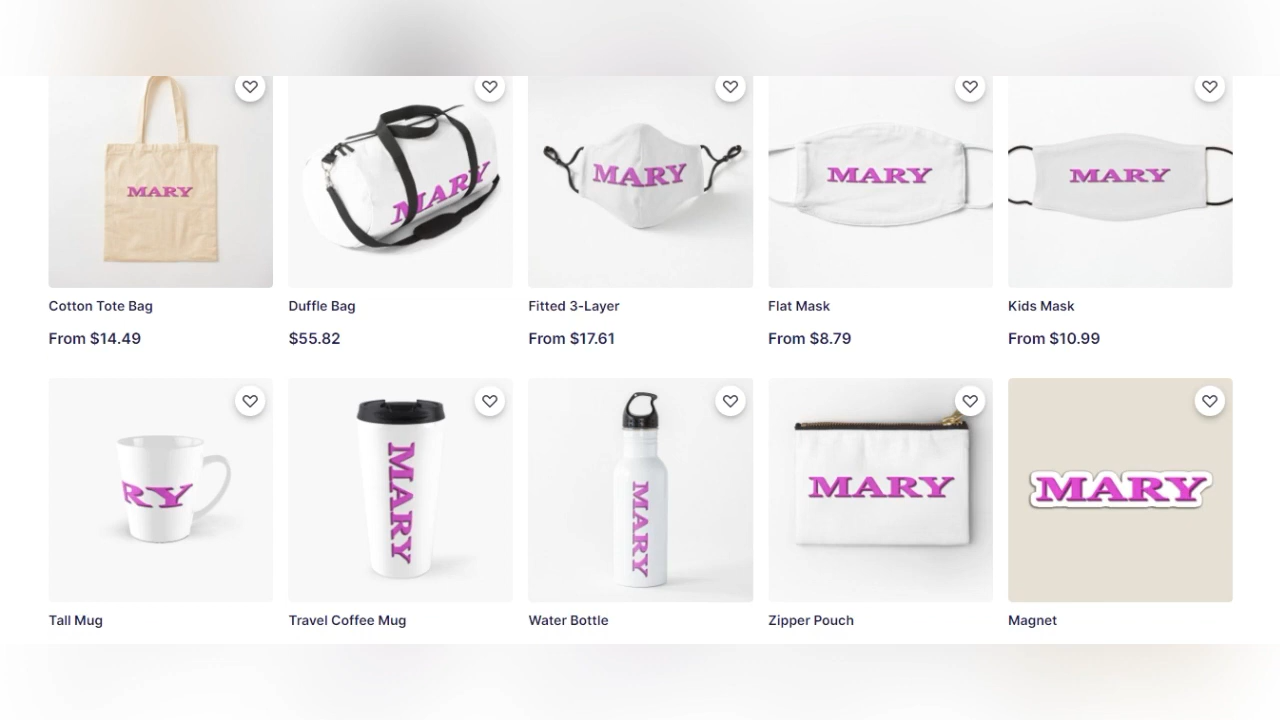 MARY
MARY
MARY
MARY
MARY
Cotton Tote Bag
Duffle Bag
Fitted 3-Layer
Flat Mask
Kids Mask
From $14.49
$55.82
From $17.61
From $8.79
From $10.99
RY
MARY
MARY
MARY
MARY
Tall Mug
Travel Coffee Mug
Water Bottle
Zipper Pouch
Magnet